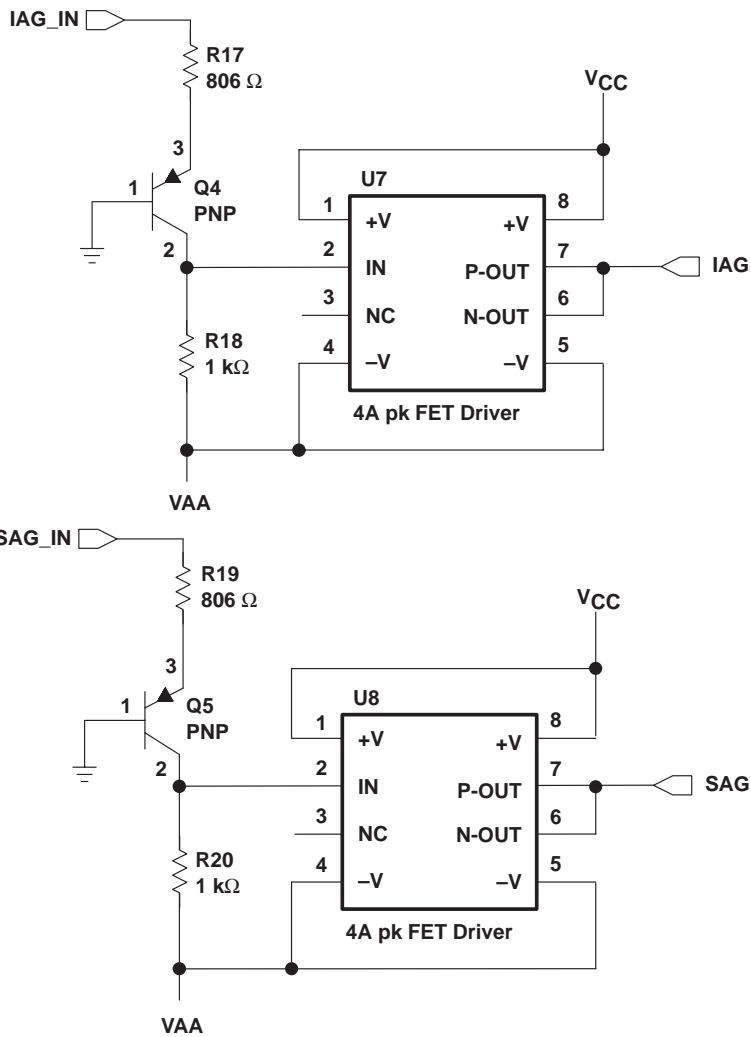 IAG_IN
R17
806 Ω
VCC
3
U7
1
Q4
PNP
1
+V
+V
8
2
2
IN
P-OUT
7
IAG
3
NC
N-OUT
6
R18
1 kΩ
4
–V
–V
5
4A pk FET Driver
VAA
SAG_IN
R19
806 Ω
VCC
3
U8
1
Q5
PNP
1
+V
+V
8
2
2
IN
P-OUT
7
SAG
3
NC
N-OUT
6
R20
1 kΩ
4
–V
–V
5
4A pk FET Driver
VAA